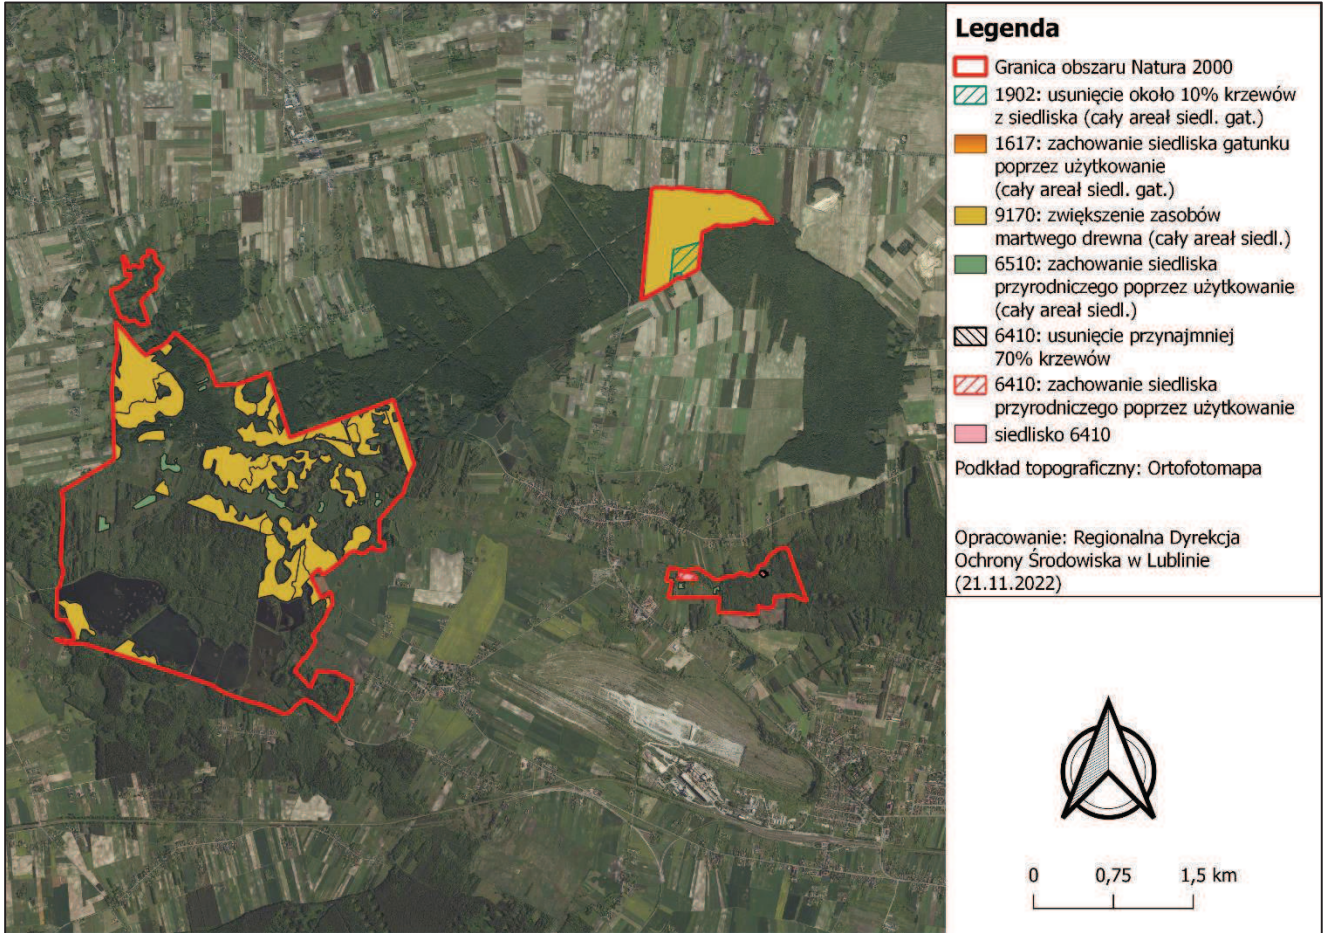 Legenda
Granica obszaru Natura 2000
1902: usunięcie około 10% krzewów
z siedliska (cały areał siedl. gat.)
1617: zachowanie siedliska gatunku
poprzez użytkowanie
(cały areał siedl. gat.)
9170: zwiększenie zasobów
martwego drewna (cały areał siedl.)
6510: zachowanie siedliska
przyrodniczego poprzez użytkowanie
(cały areał siedl.)
6410: usunięcie przynajmniej
70% krzewów
6410: zachowanie siedliska
przyrodniczego poprzez użytkowanie
siedlisko 6410
Podkład topograficzny: Ortofotomapa
Opracowanie: Regionalna Dyrekcja
Ochrony Środowiska w Lublinie
(21.11.2022)
0 0,75 1,5 km